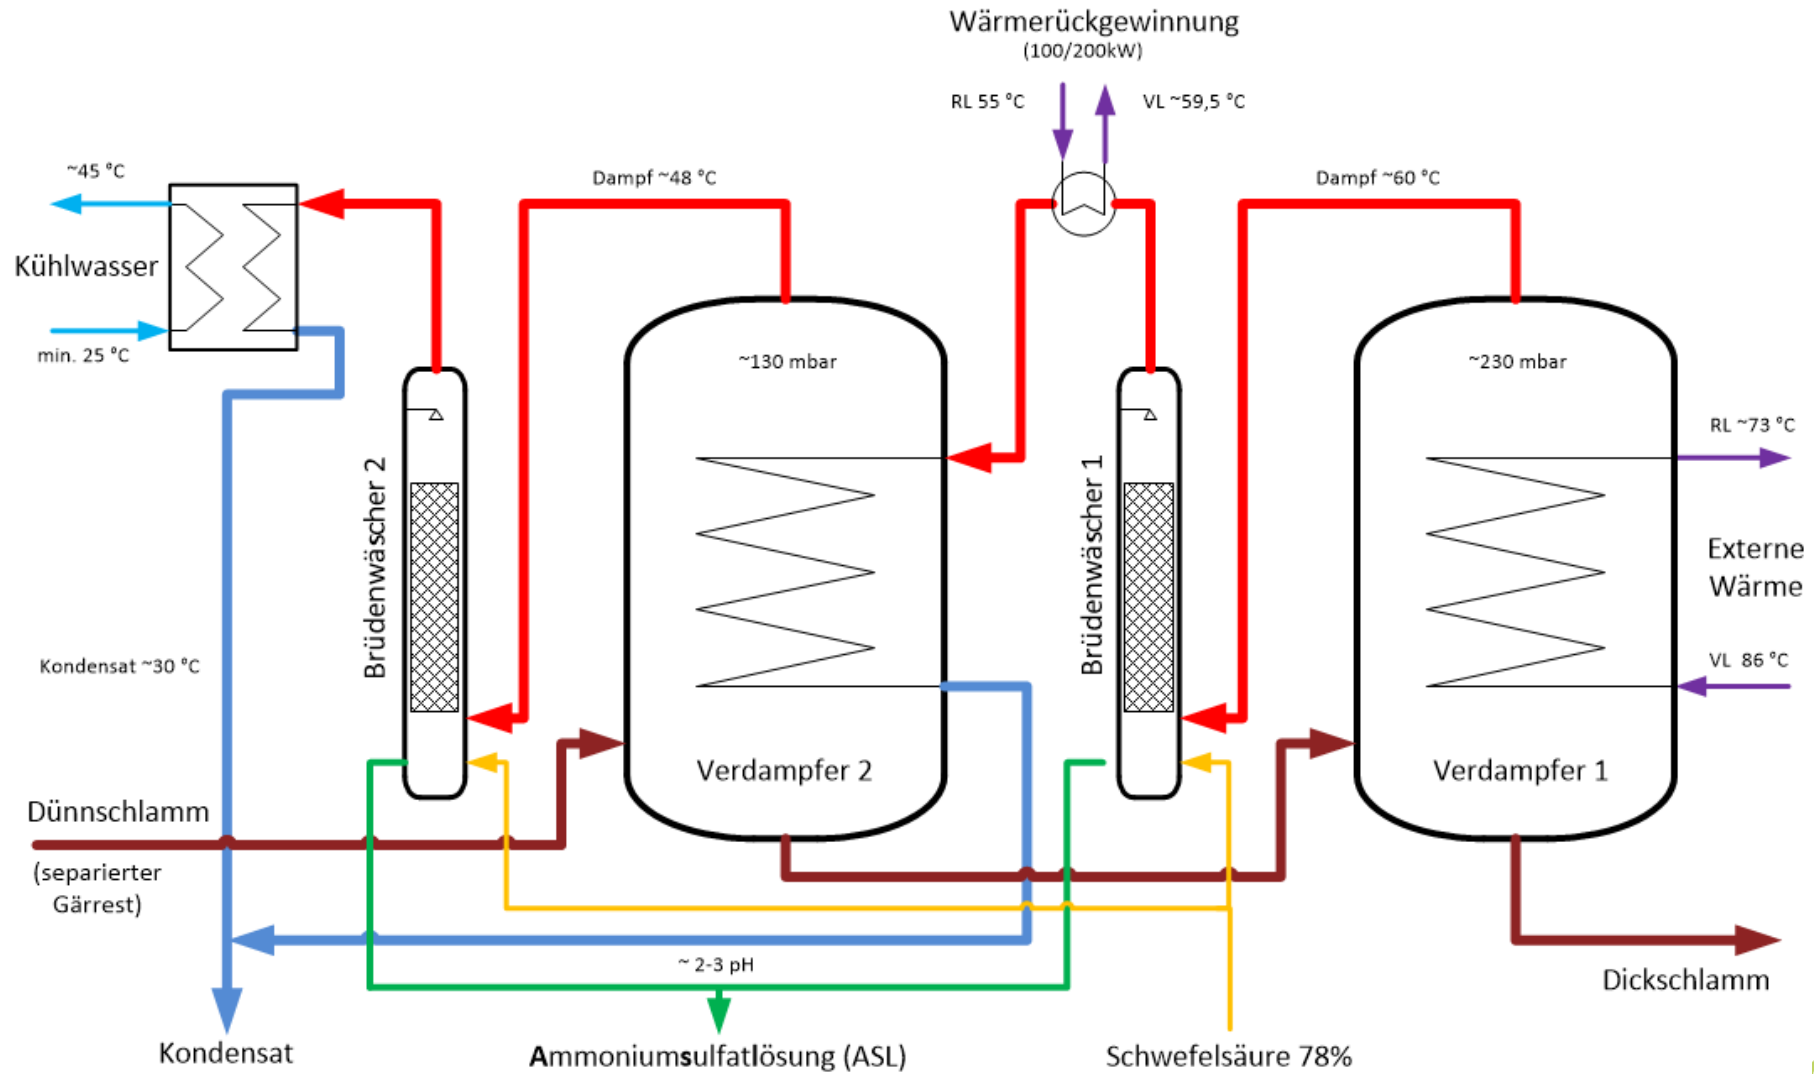 Wärmerückgewinnung
(100/200kW)
RL 55 °C
VL ~59,5 °C
~45 °C
Dampf ~48 °C
Dampf ~60 °C
Kühlwasser
min. 25 °C
~130 mbar
~230 mbar
RL ~73 °C
Brüdenwäscher 2
Brüdenwäscher 1
Externe
Wärme
Kondensat ~30 °C
VL 86 °C
Verdampfer 2
Verdampfer 1
Dünnschlamm
(separierter
Gärrest)
~ 2-3 pH
Dickschlamm
Kondensat
Ammoniumsulfatlösung (ASL)
Schwefelsäure 78%